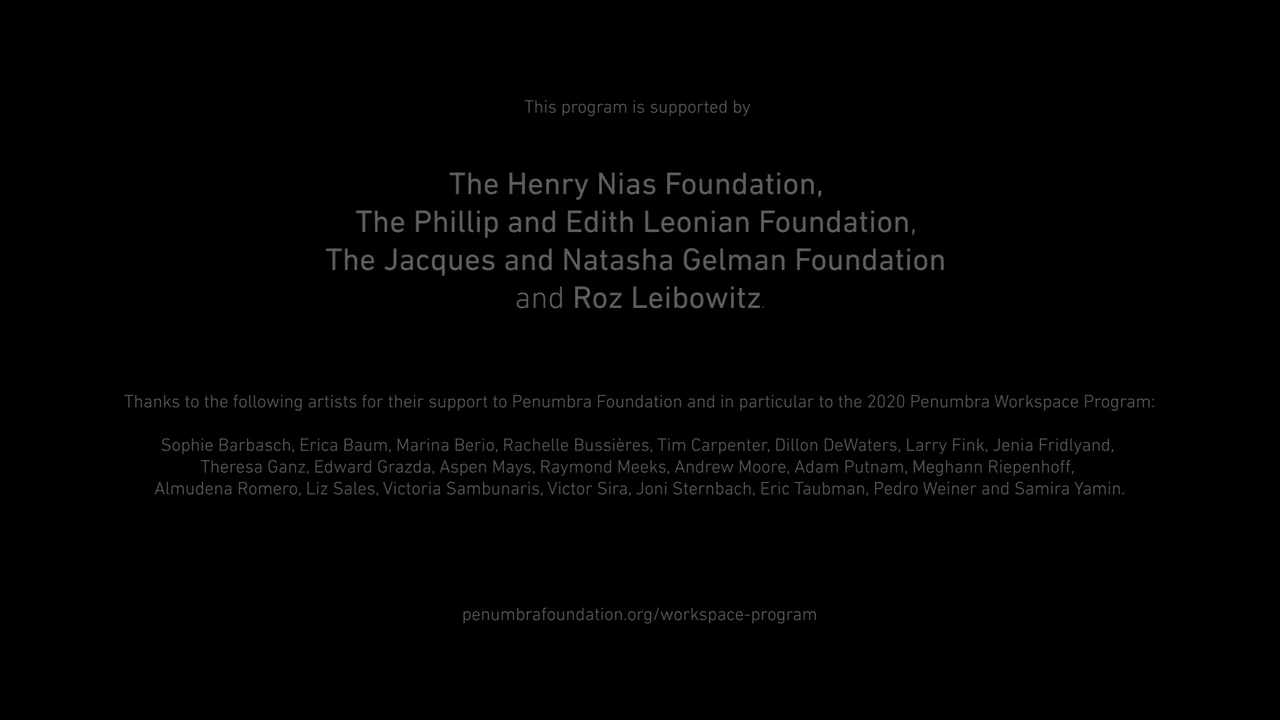 This program is supported by
The Henry Nias Foundation,
The Phillip and Edith Leonian Foundation,
The Jacques and Natasha Gelman Foundation
and Roz Leibowitz.
Thanks to the following artists for their support to Penumbra Foundation and in particular to the 2020 Penumbra Workspace Program:
Sophie Barbasch, Erica Baum, Marina Berio, Rachelle Bussières, Tim Carpenter, Dillon DeWaters, Larry Fink, Jenia Fridlyand,
Theresa Ganz, Edward Grazda, Aspen Mays, Raymond Meeks, Andrew Moore, Adam Putnam, Meghann Riepenhoff,
Almudena Romero, Liz Sales, Victoria Sambunaris, Victor Sira, Joni Sternbach, Eric Taubman, Pedro Weiner and Samira Yamin.
penumbrafoundation.org/workspace-program